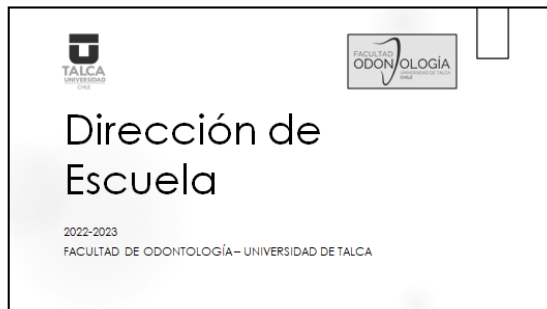 TALCA
UNIVERSIDAD
CHILE
FACULTAD
ODONTOLOGÍA
UNIVERSIDAD DE TALCA
CHILE
Dirección de
Escuela
2022-2023
FACULTAD DE ODONTOLOGÍA– UNIVERSIDAD DE TALCA